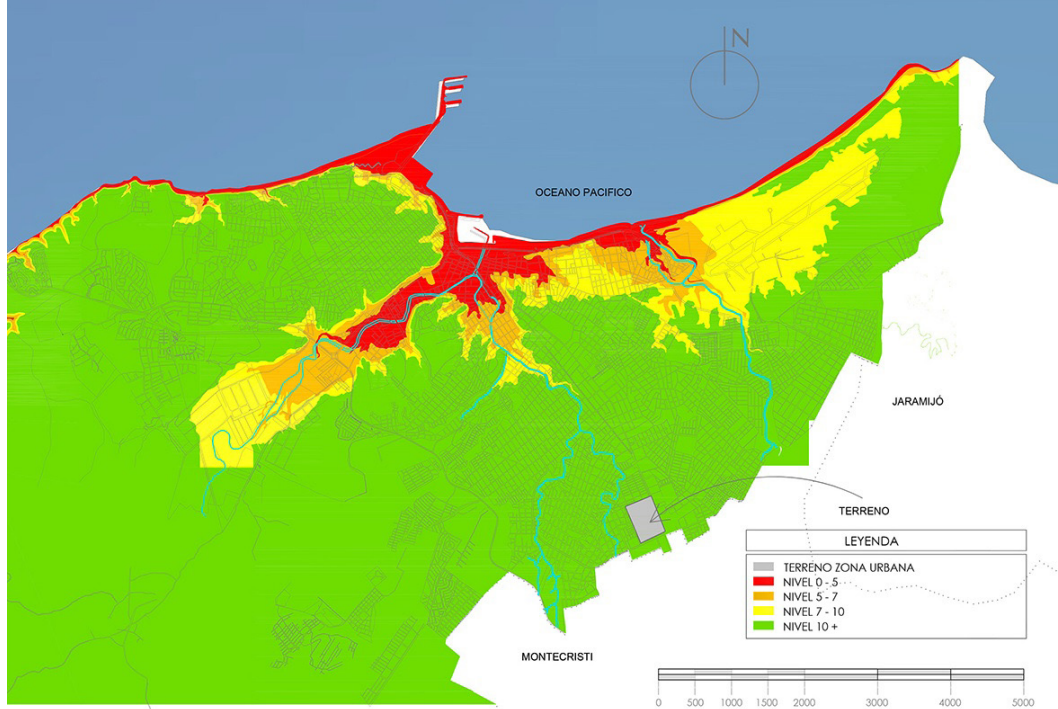 N
OCEANO PACIFICO
JARAMIJÓ
TERRENO
LEYENDA
TERRENO ZONA URBANA
NIVEL 0 - 5
NIVEL 5 - 7
NIVEL 7 - 10
NIVEL 10 +
MONTECRISTI
0 500 1000 1500 2000 3000 4000 5000